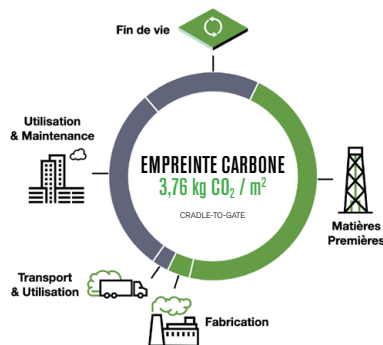 Fin de vie
Utilisation
& Maintenance
EMPREINTE CARBONE
3,76 kg CO₂ / m²
CRADLE-TO-GATE
Matières
Premières
Transport
& Utilisation
Fabrication